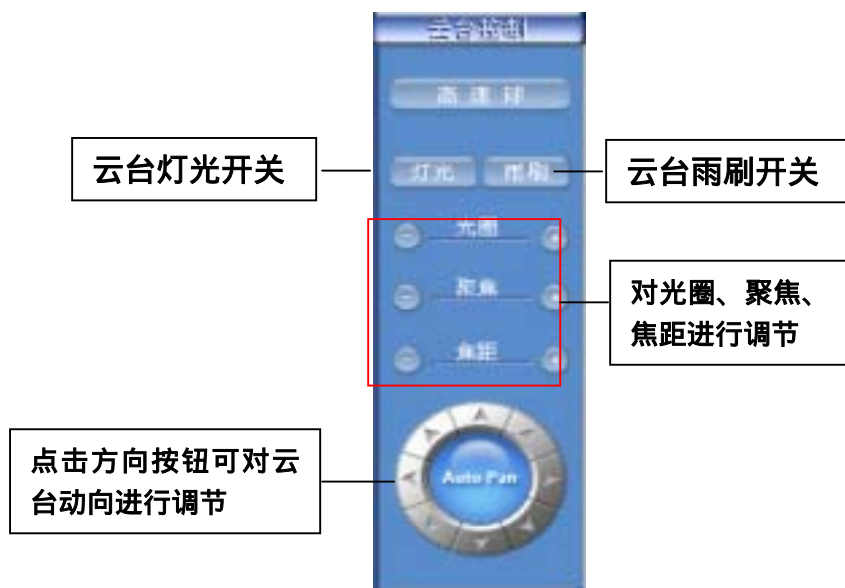 云台控制
高速球
云台灯光开关
灯光
雨刷
云台雨刷开关
光圈
聚焦
对光圈、聚焦、
焦距进行调节
焦距
点击方向按钮可对云
台动向进行调节
Auto Pan